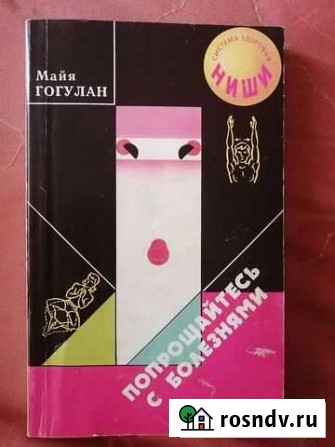 Майя
ГОГУЛАН
СИСТЕМА ЗДОРОВЬЯ
НИШИ
ПОПРОЩАЙТЕСЬ
С БОЛЕЗНЯМИ
rosndv.ru